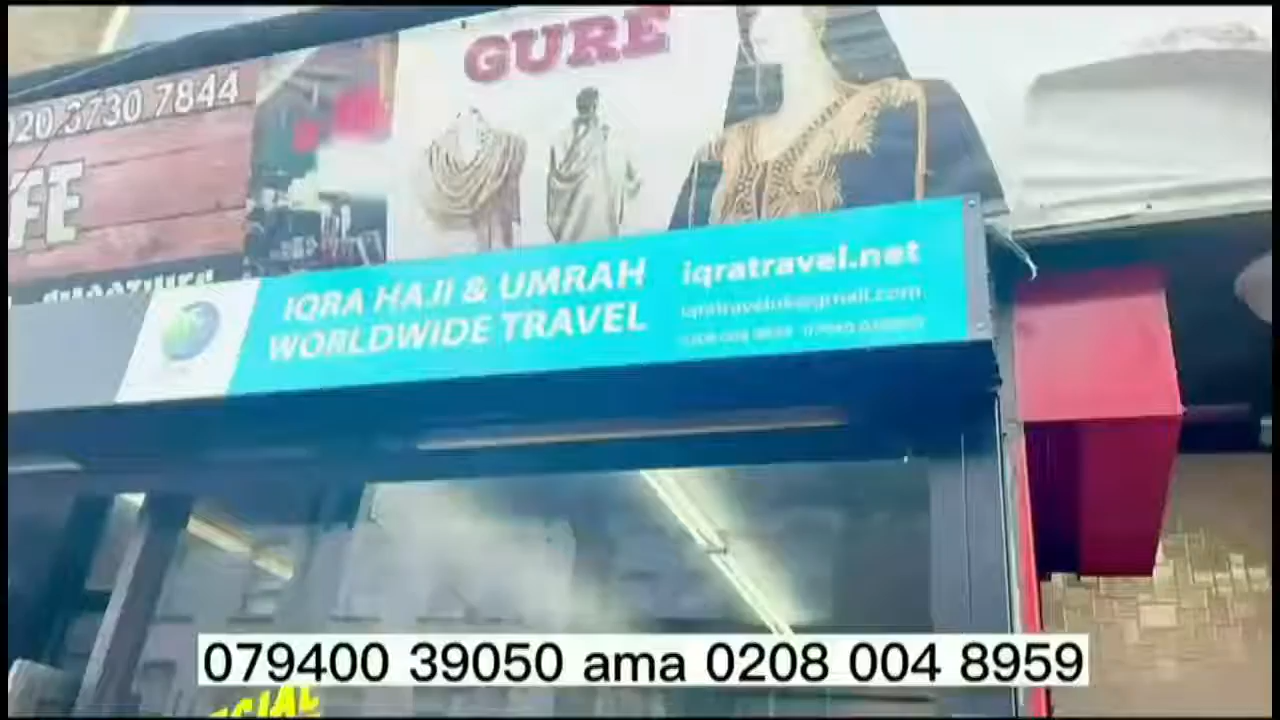 GURE
020 3730 7844
FE
IQRA HAJI & UMRAH
WORLDWIDE TRAVEL
iqratravel.net
iqratraveluk@gmail.com
CIAL
079400 39050 ama 0208 004 8959